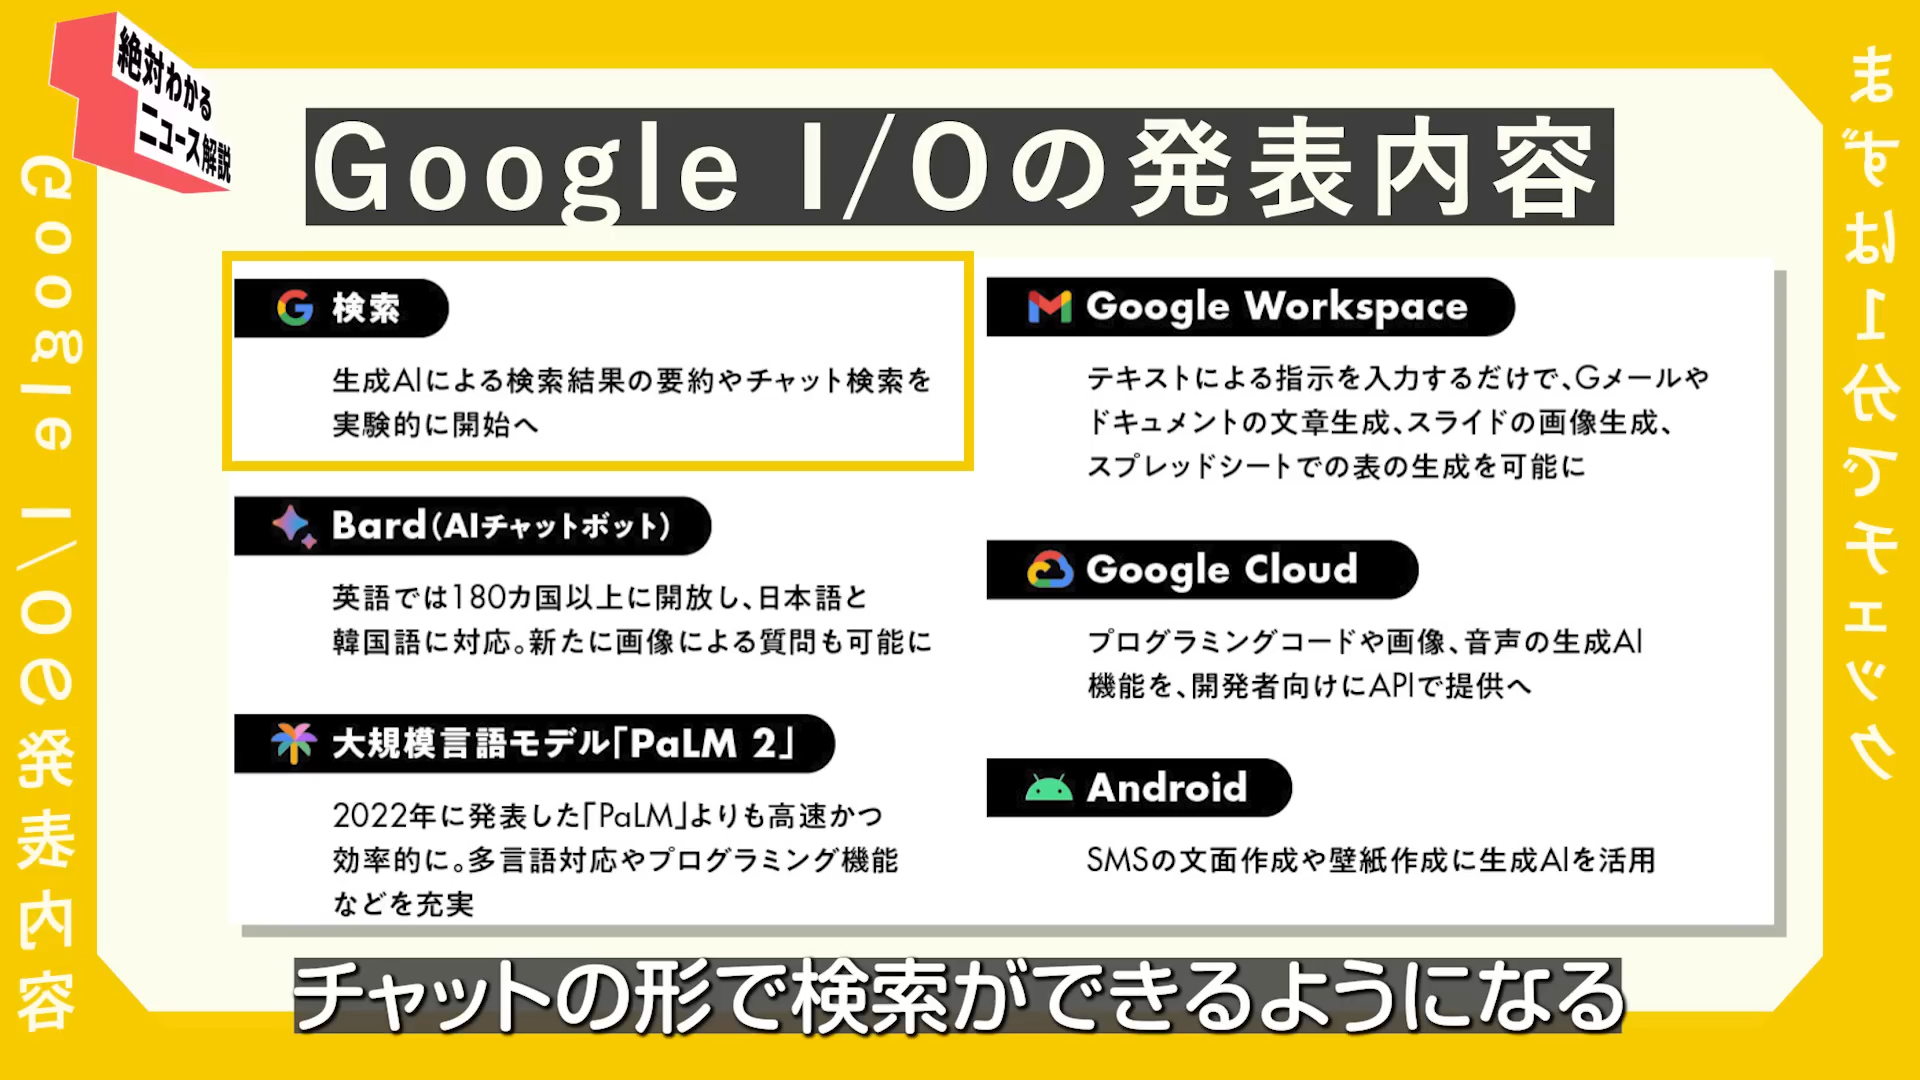 絶対わかる
ニュース解説
Google I/Oの発表内容
検索
生成AIによる検索結果の要約やチャット検索を
実験的に開始へ
Bard(AIチャットボット)
英語では180カ国以上に開放し、日本語と
韓国語に対応。新たに画像による質問も可能に
大規模言語モデル「PaLM 2」
2022年に発表した「PaLM」よりも高速かつ
効率的に。多言語対応やプログラミング機能
などを充実
Google Workspace
テキストによる指示を入力するだけで、Gメールや
ドキュメントの文章生成、スライドの画像生成、
スプレッドシートでの表の生成を可能に
Google Cloud
プログラミングコードや画像、音声の生成AI
機能を、開発者向けにAPIで提供へ
Android
SMSの文面作成や壁紙作成に生成AIを活用
チャットの形で検索ができるようになる
Google I/Oの発表内容
まずは1分でチェック